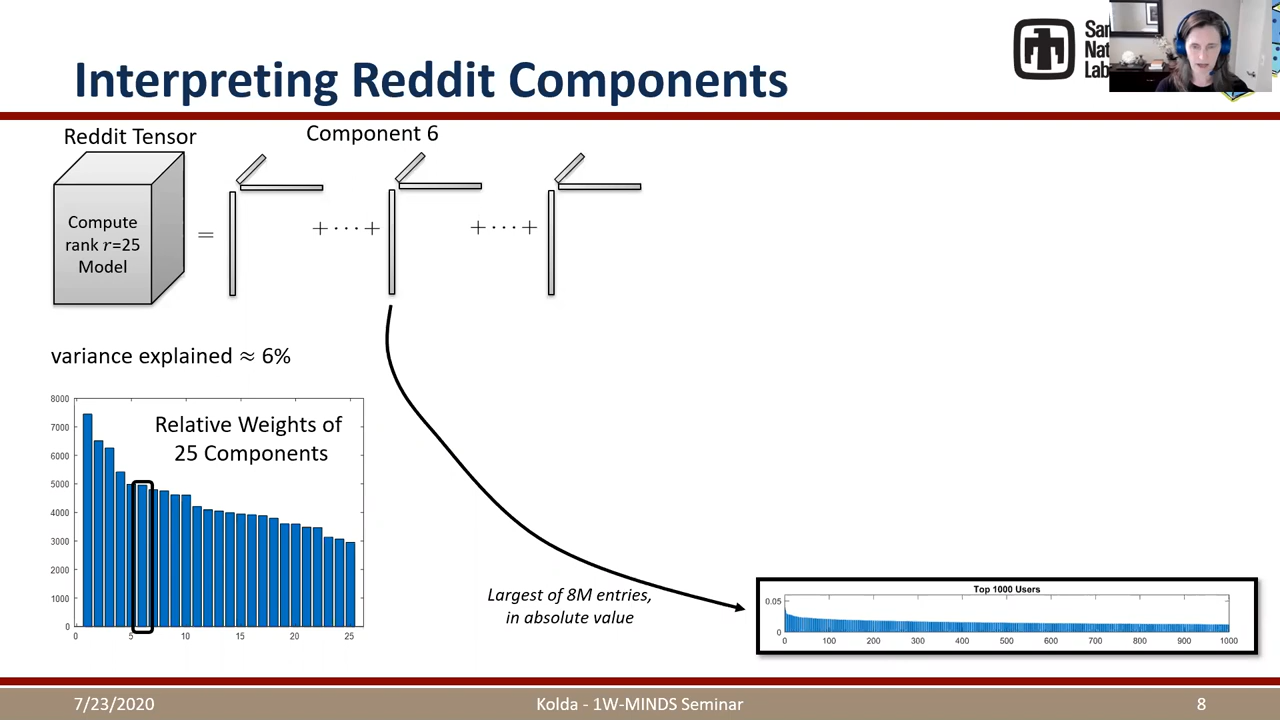 Interpreting Reddit Components
San
Nat
Lab
Reddit Tensor
Component 6
Compute
rank r=25
Model
=
+ ⋯ +
+ ⋯ +
variance explained ≈ 6%
Relative Weights of
25 Components
8000
7000
6000
5000
4000
3000
2000
1000
0
0 5 10 15 20 25
Largest of 8M entries,
in absolute value
Top 1000 Users
0.05
0
0 100 200 300 400 500 600 700 800 900 1000
7/23/2020
Kolda - 1W-MINDS Seminar
8